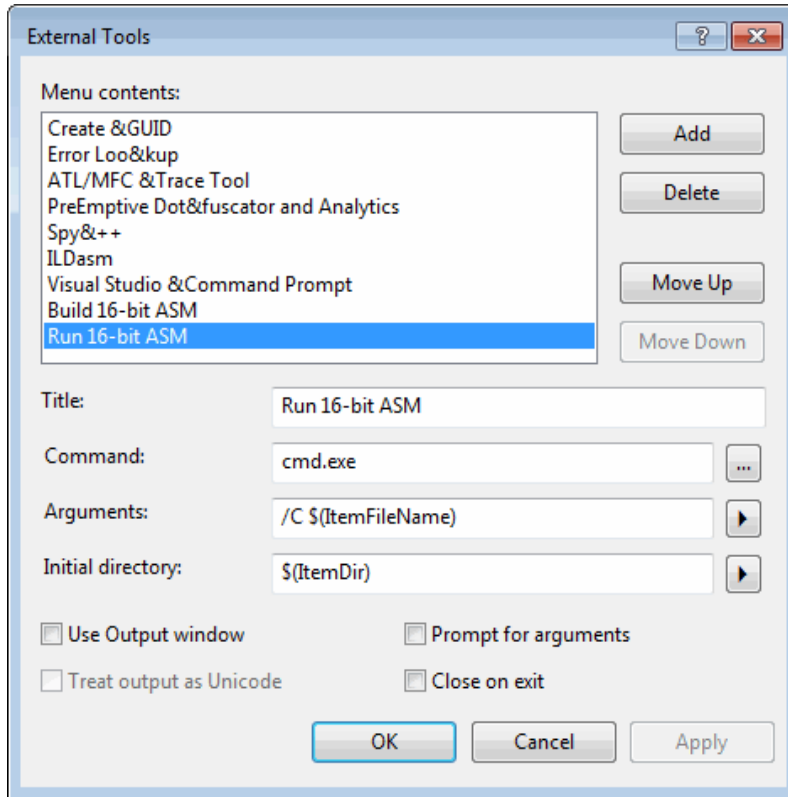 External Tools
Menu contents:
Create &GUID
Error Loo&kup
ATL/MFC &Trace Tool
PreEmptive Dot&fuscator and Analytics
Spy&++
ILDasm
Visual Studio &Command Prompt
Build 16-bit ASM
Run 16-bit ASM
Add
Delete
Move Up
Move Down
Title: Run 16-bit ASM
Command: cmd.exe ...
Arguments: /C $(ItemFileName)
Initial directory: $(ItemDir)
Use Output window Prompt for arguments
Treat output as Unicode Close on exit
OK Cancel Apply